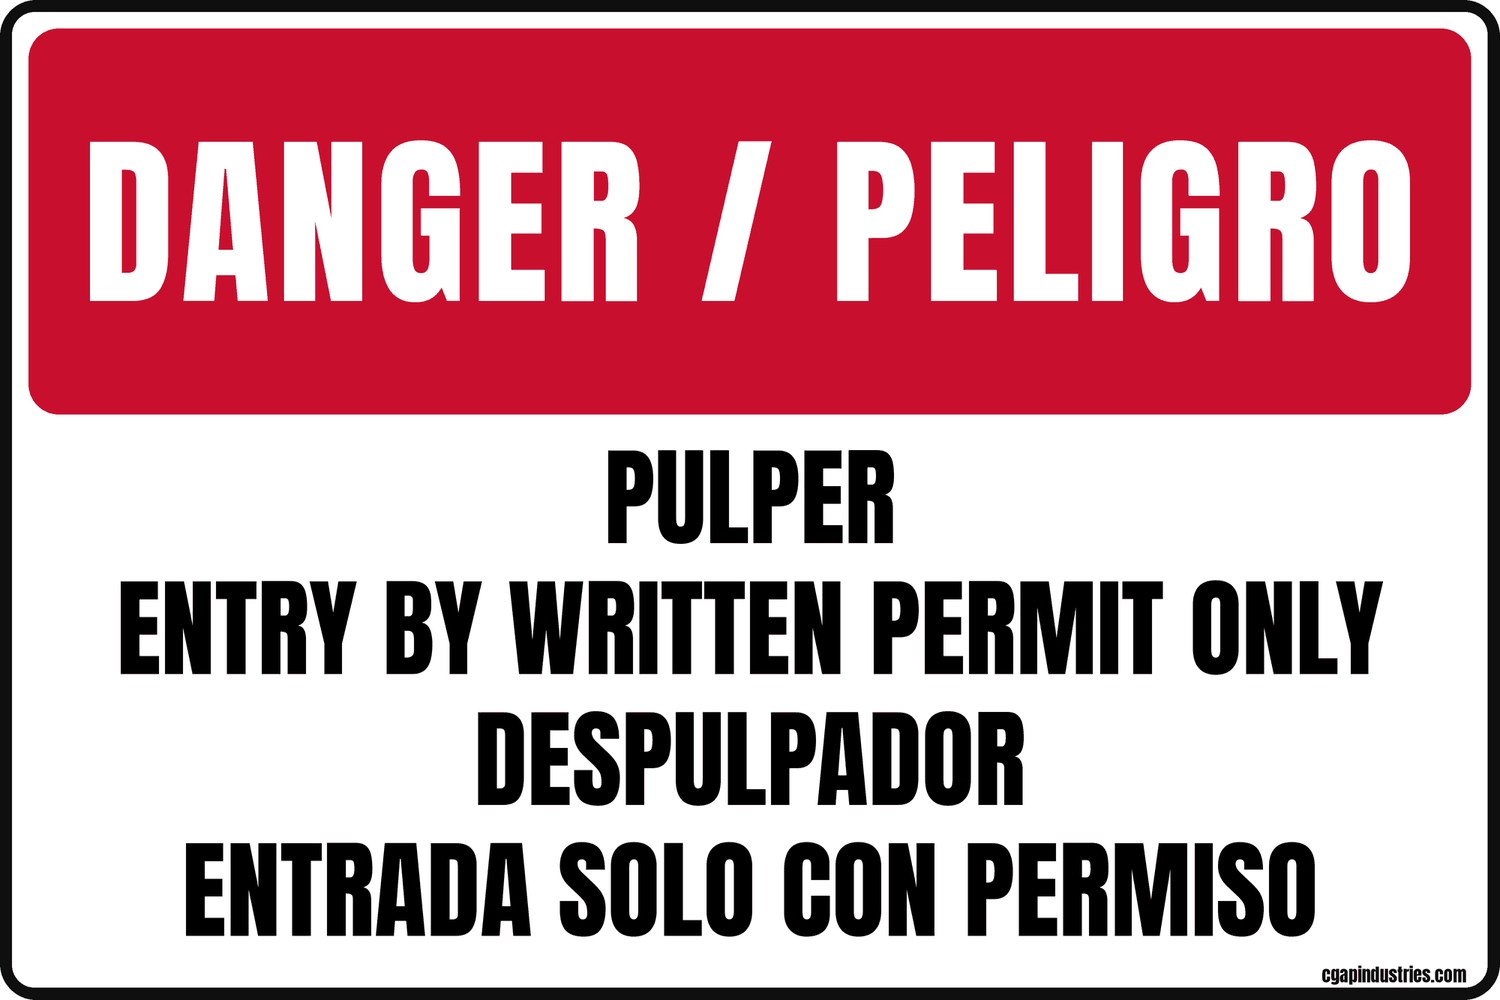 DANGER / PELIGRO
PULPER
ENTRY BY WRITTEN PERMIT ONLY
DESPULPADOR
ENTRADA SOLO CON PERMISO
cgapindustries.com